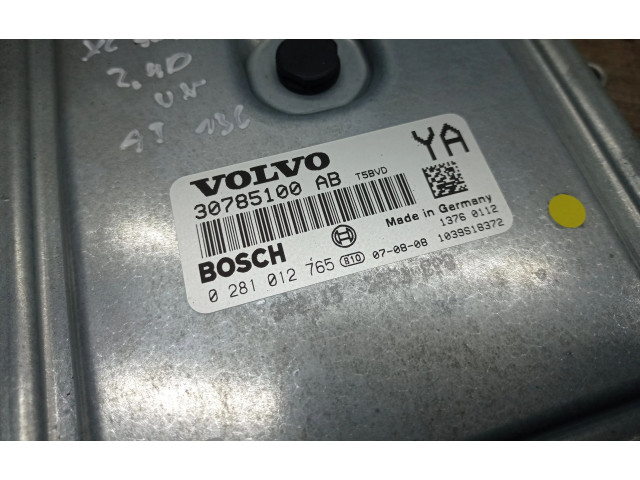 2.4D
VOLVO
30785100 AB T5BVD
YA
Made in Germany
BOSCH
1376 0112
0 281 012 765 B10 07-08-08 1039S18372